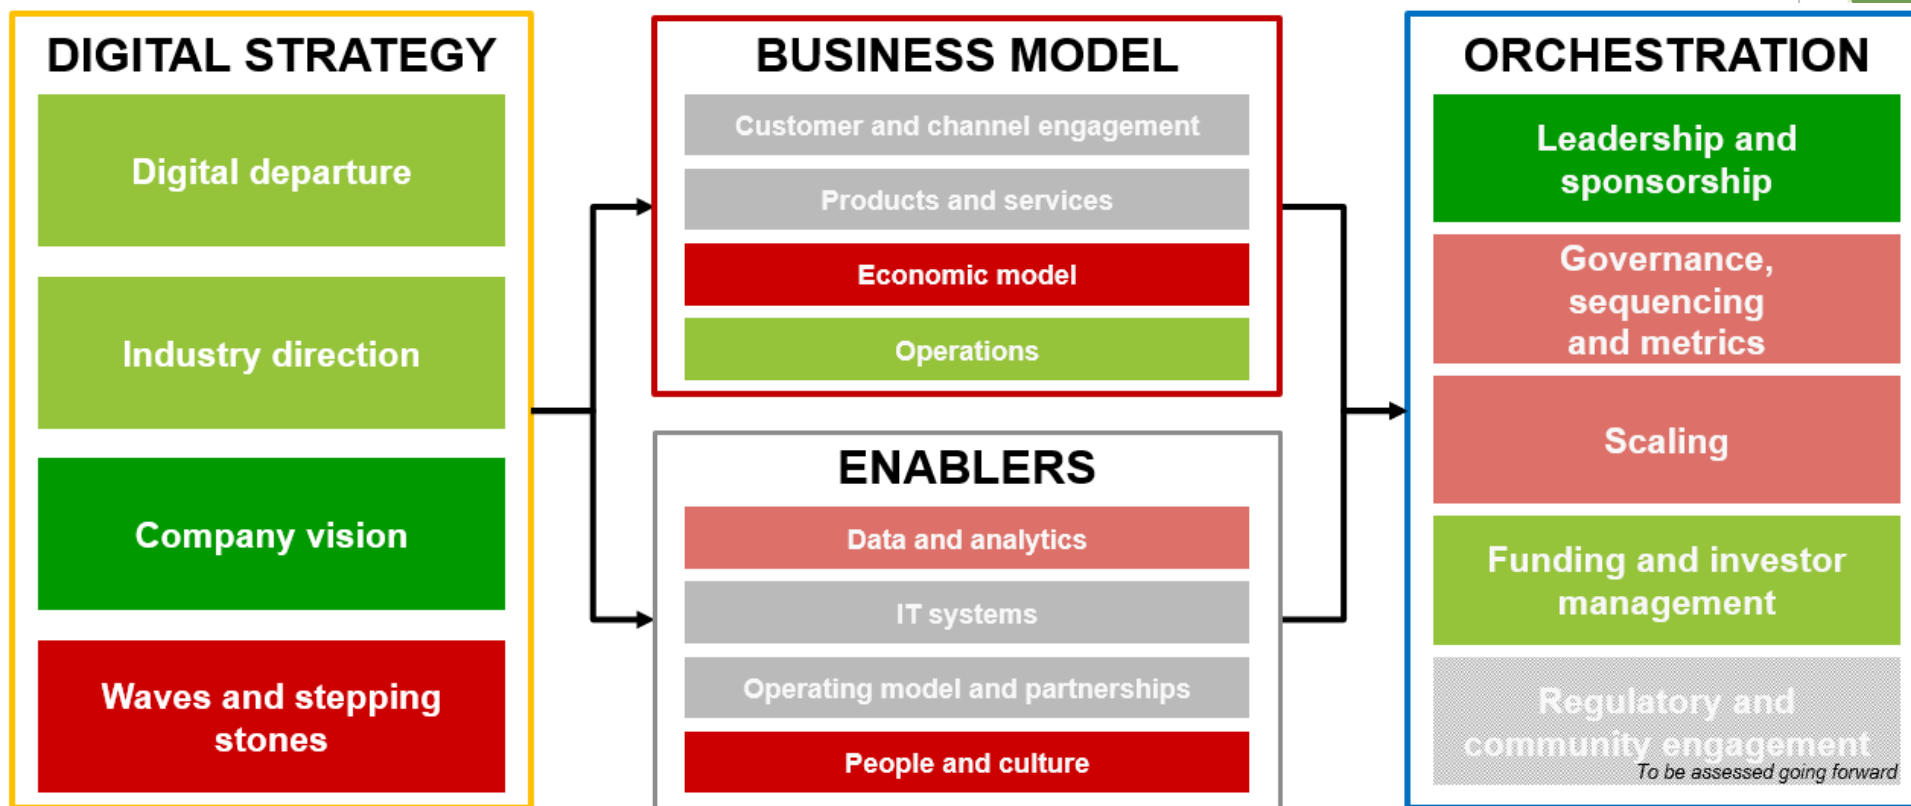 DIGITAL STRATEGY
Digital departure
Industry direction
Company vision
Waves and stepping
stones
BUSINESS MODEL
Customer and channel engagement
Products and services
Economic model
Operations
ENABLERS
Data and analytics
IT systems
Operating model and partnerships
People and culture
ORCHESTRATION
Leadership and
sponsorship
Governance,
sequencing
and metrics
Scaling
Funding and investor
management
Regulatory and
community engagement
To be assessed going forward